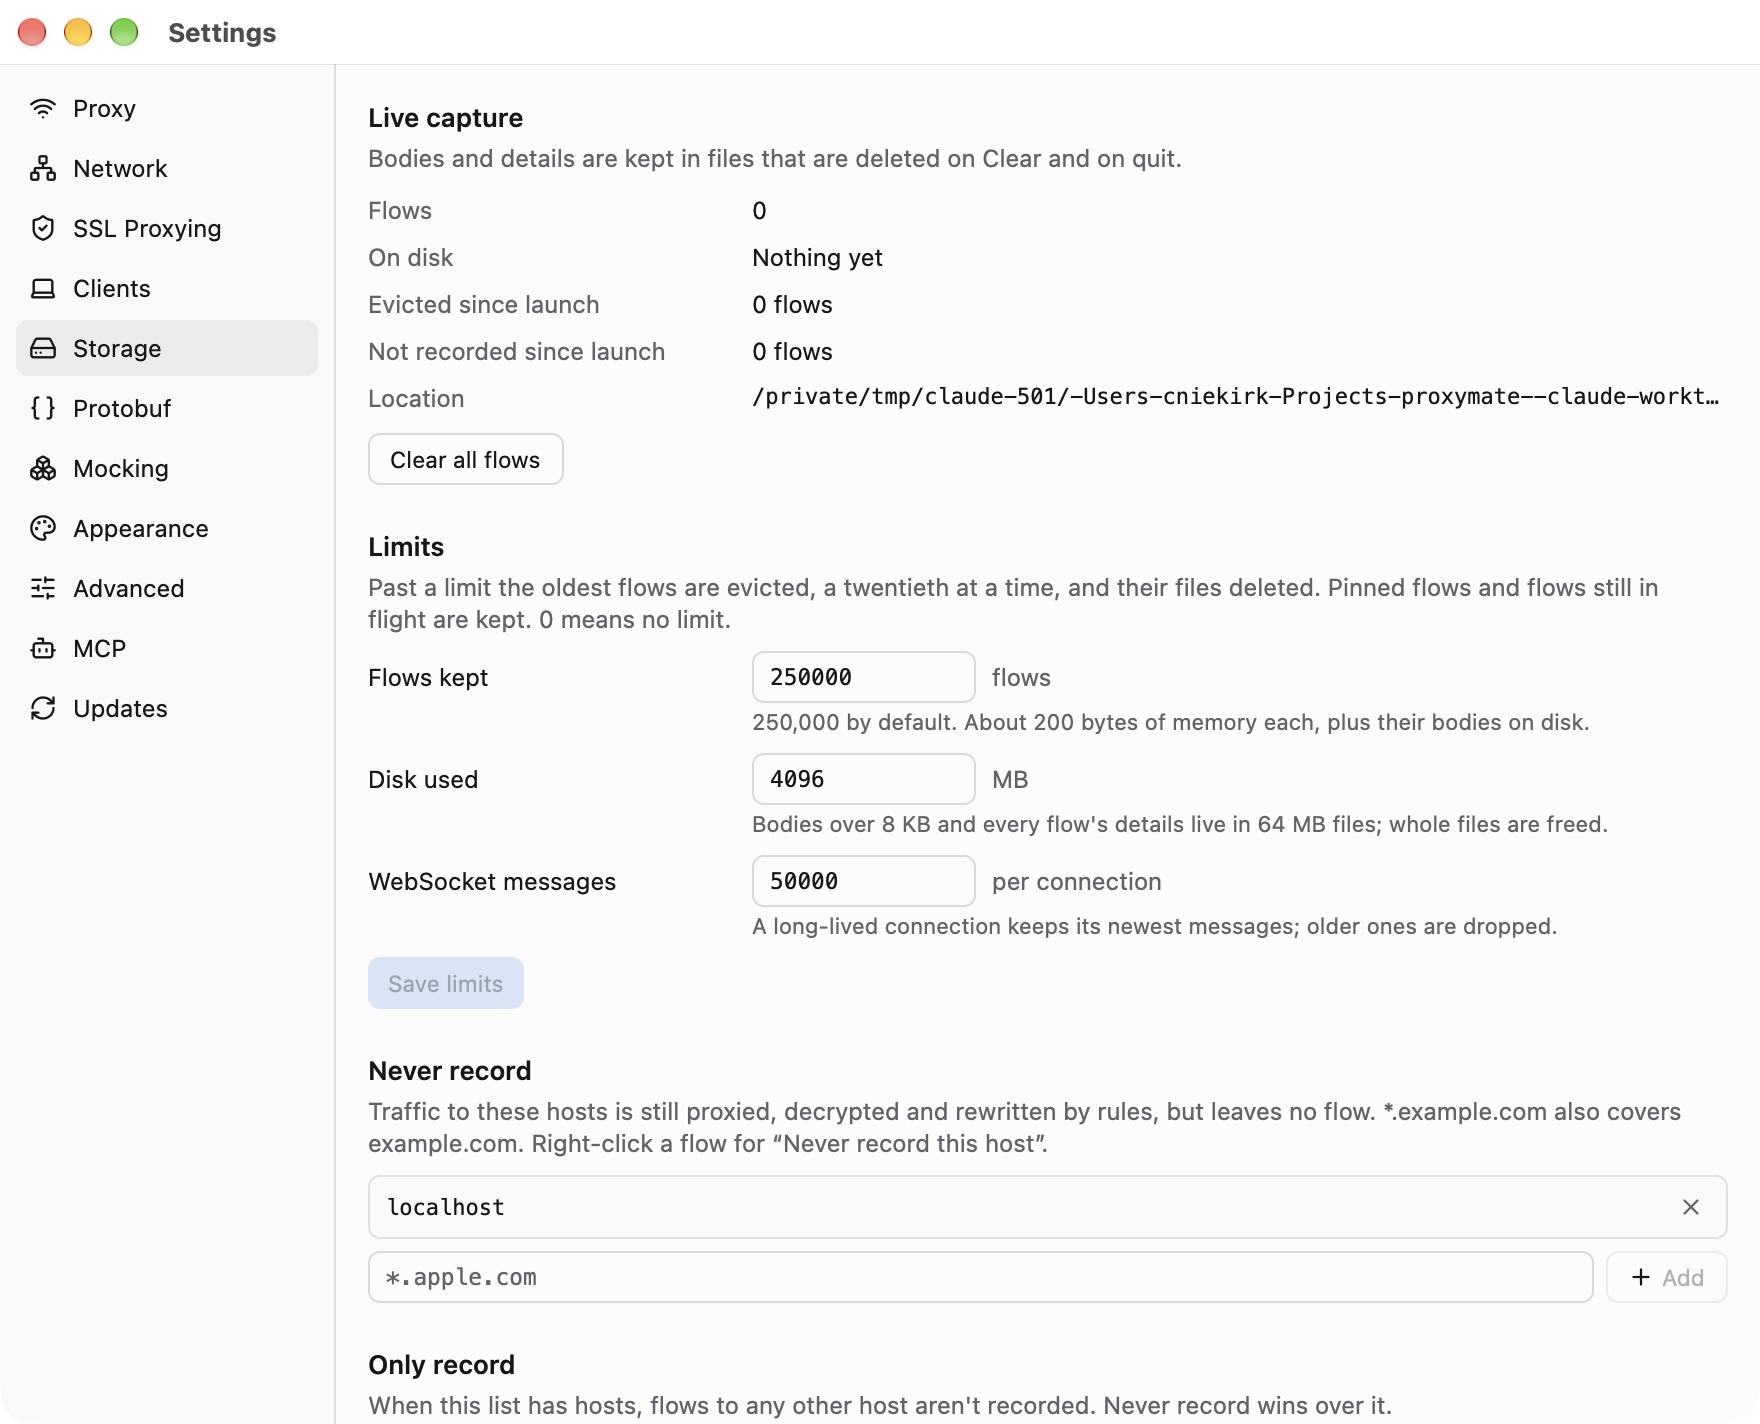 Settings
Proxy
Network
SSL Proxying
Clients
Storage
Protobuf
Mocking
Appearance
Advanced
MCP
Updates
Live capture
Bodies and details are kept in files that are deleted on Clear and on quit.
Flows 0
On disk Nothing yet
Evicted since launch 0 flows
Not recorded since launch 0 flows
Location /private/tmp/claude-501/-Users-cniekirk-Projects-proxymate--claude-workt…
Clear all flows
Limits
Past a limit the oldest flows are evicted, a twentieth at a time, and their files deleted. Pinned flows and flows still in
flight are kept. 0 means no limit.
Flows kept 250000 flows
250,000 by default. About 200 bytes of memory each, plus their bodies on disk.
Disk used 4096 MB
Bodies over 8 KB and every flow's details live in 64 MB files; whole files are freed.
WebSocket messages 50000 per connection
A long-lived connection keeps its newest messages; older ones are dropped.
Save limits
Never record
Traffic to these hosts is still proxied, decrypted and rewritten by rules, but leaves no flow. *.example.com also covers
example.com. Right-click a flow for “Never record this host”.
localhost
*.apple.com
+ Add
Only record
When this list has hosts, flows to any other host aren't recorded. Never record wins over it.